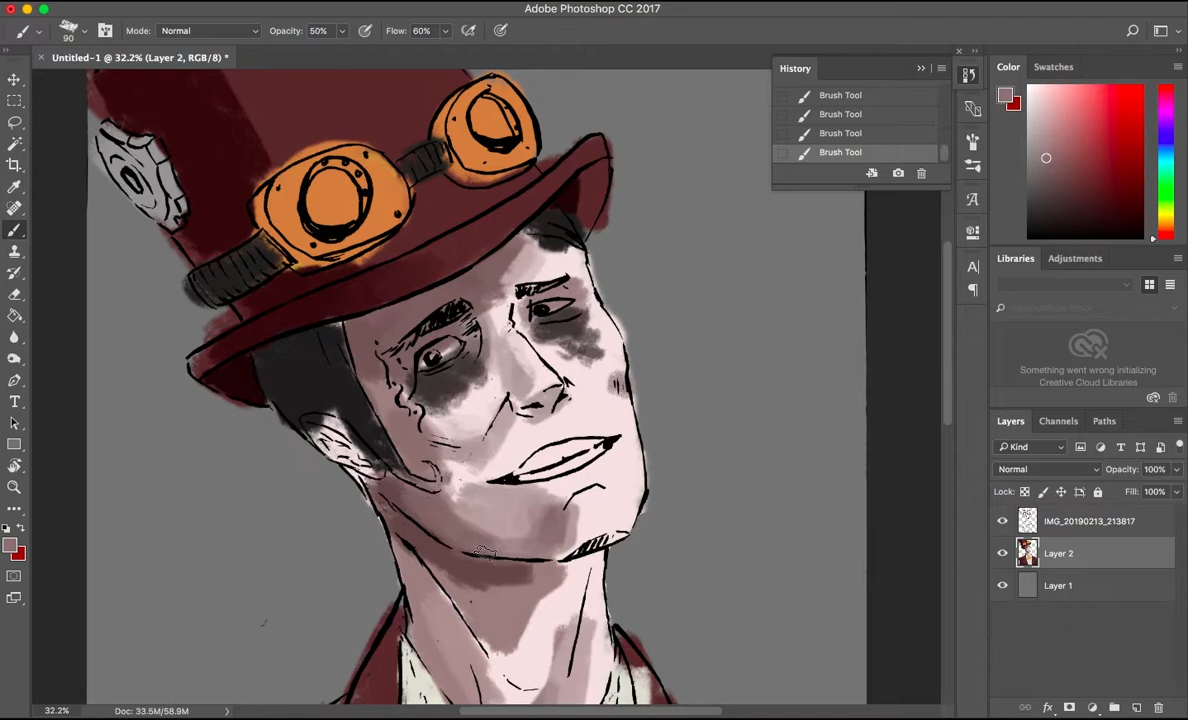 Adobe Photoshop CC 2017
90
Mode: Normal
Opacity: 50%
Flow: 60%
Untitled-1 @ 32.2% (Layer 2, RGB/8) *
History
Brush Tool
Brush Tool
Brush Tool
Brush Tool
Color
Swatches
Libraries
Adjustments
Something went wrong initializing
Creative Cloud Libraries
Layers
Channels
Paths
Kind
Normal
Opacity: 100%
Lock:
Fill: 100%
IMG_20190213_213817
Layer 2
Layer 1
32.2%
Doc: 33.5M/58.9M